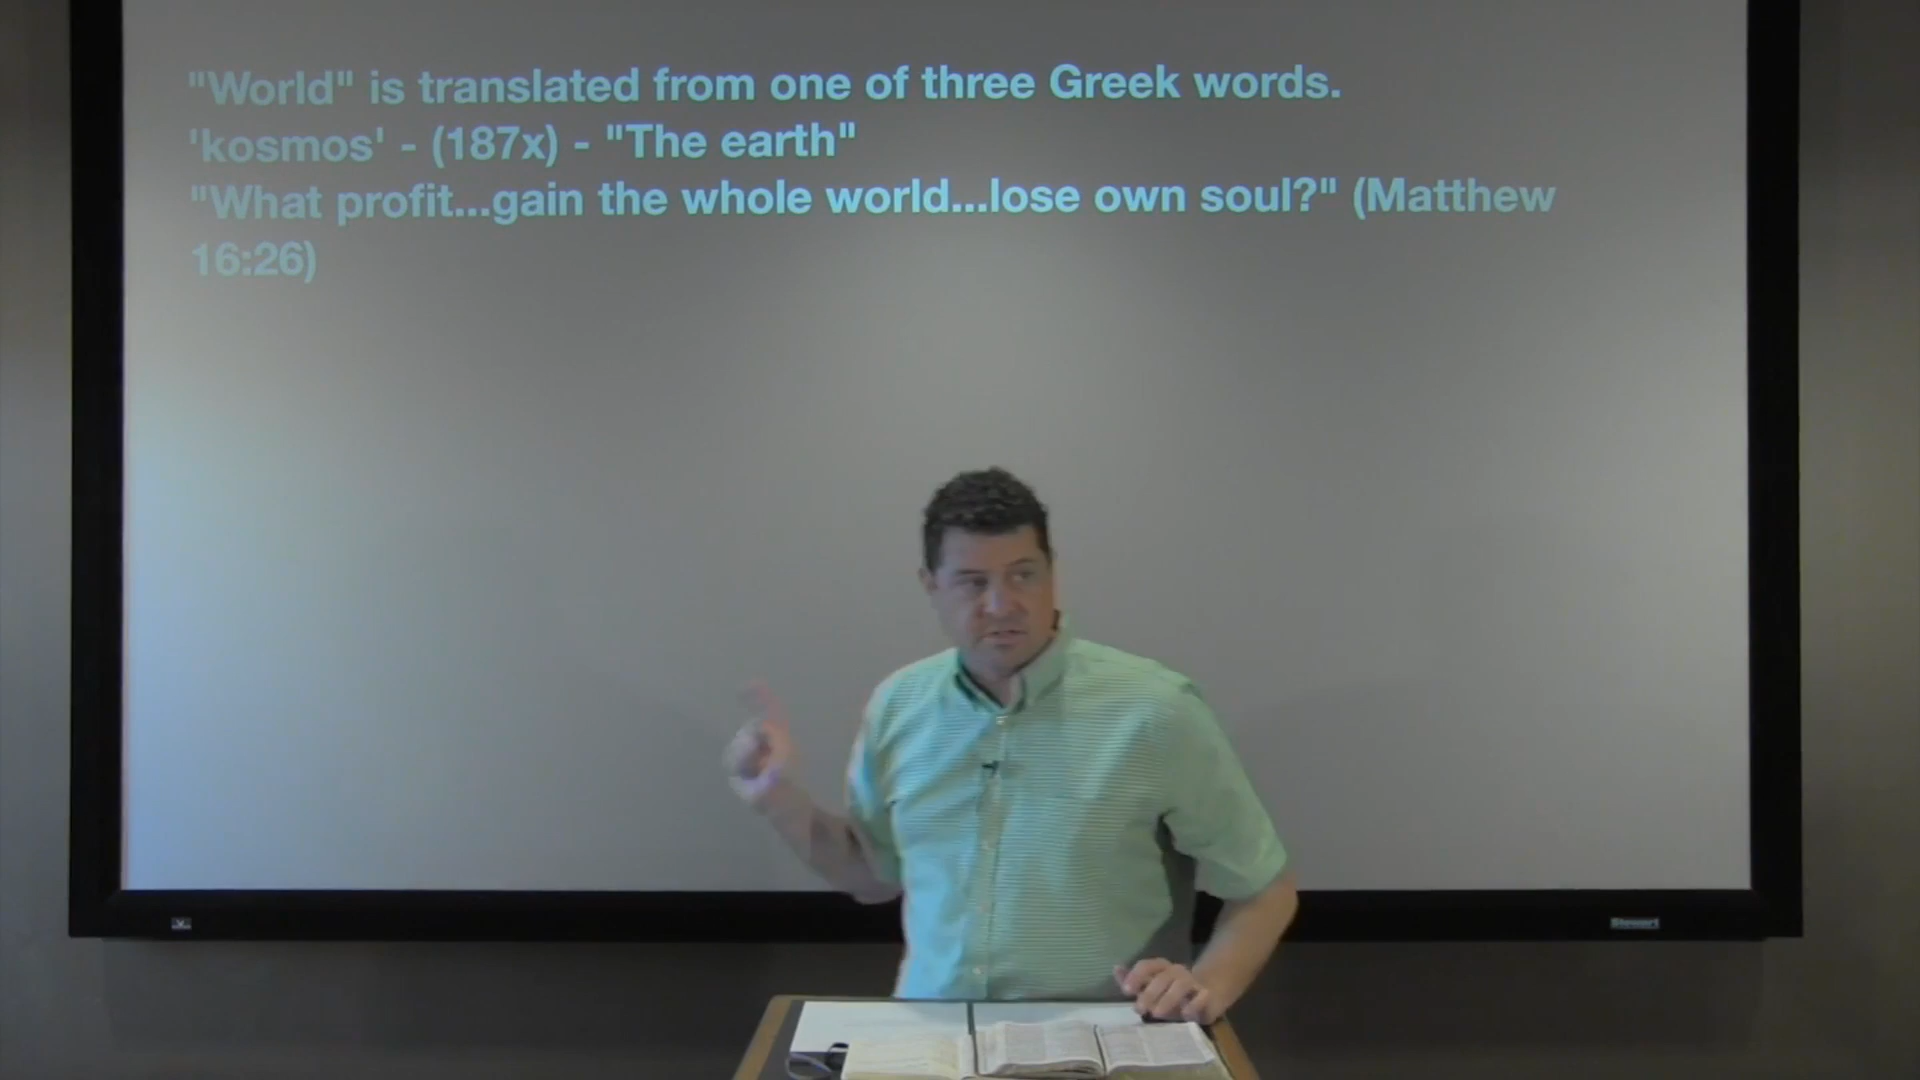 "World" is translated from one of three Greek words.
'kosmos' - (187x) - "The earth"
"What profit...gain the whole world...lose own soul?" (Matthew
16:26)
Stewart